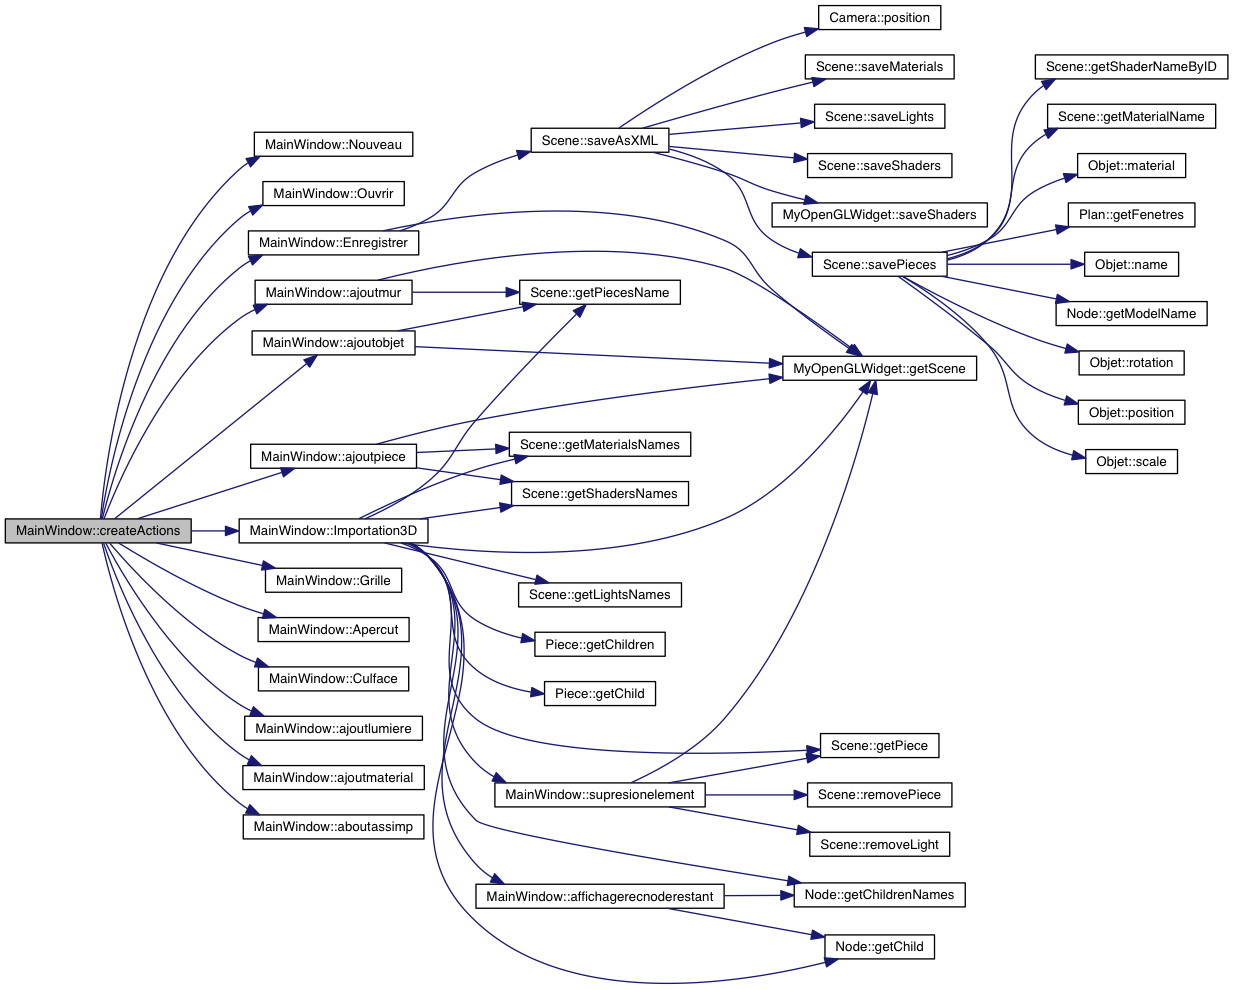 MainWindow::createActions
MainWindow::Nouveau
MainWindow::Ouvrir
MainWindow::Enregistrer
MainWindow::ajoutmur
MainWindow::ajoutobjet
MainWindow::ajoutpiece
MainWindow::Importation3D
MainWindow::Grille
MainWindow::Apercut
MainWindow::Culface
MainWindow::ajoutlumiere
MainWindow::ajoutmaterial
MainWindow::aboutassimp
Scene::saveAsXML
Scene::getPiecesName
Scene::getMaterialsNames
Scene::getShadersNames
Scene::getLightsNames
Piece::getChildren
Piece::getChild
MainWindow::supresionelement
MainWindow::affichagerecnoderestant
Camera::position
Scene::saveMaterials
Scene::saveLights
Scene::saveShaders
MyOpenGLWidget::saveShaders
Scene::savePieces
MyOpenGLWidget::getScene
Scene::getPiece
Scene::removePiece
Scene::removeLight
Node::getChildrenNames
Node::getChild
Scene::getShaderNameByID
Scene::getMaterialName
Objet::material
Plan::getFenetres
Objet::name
Node::getModelName
Objet::rotation
Objet::position
Objet::scale